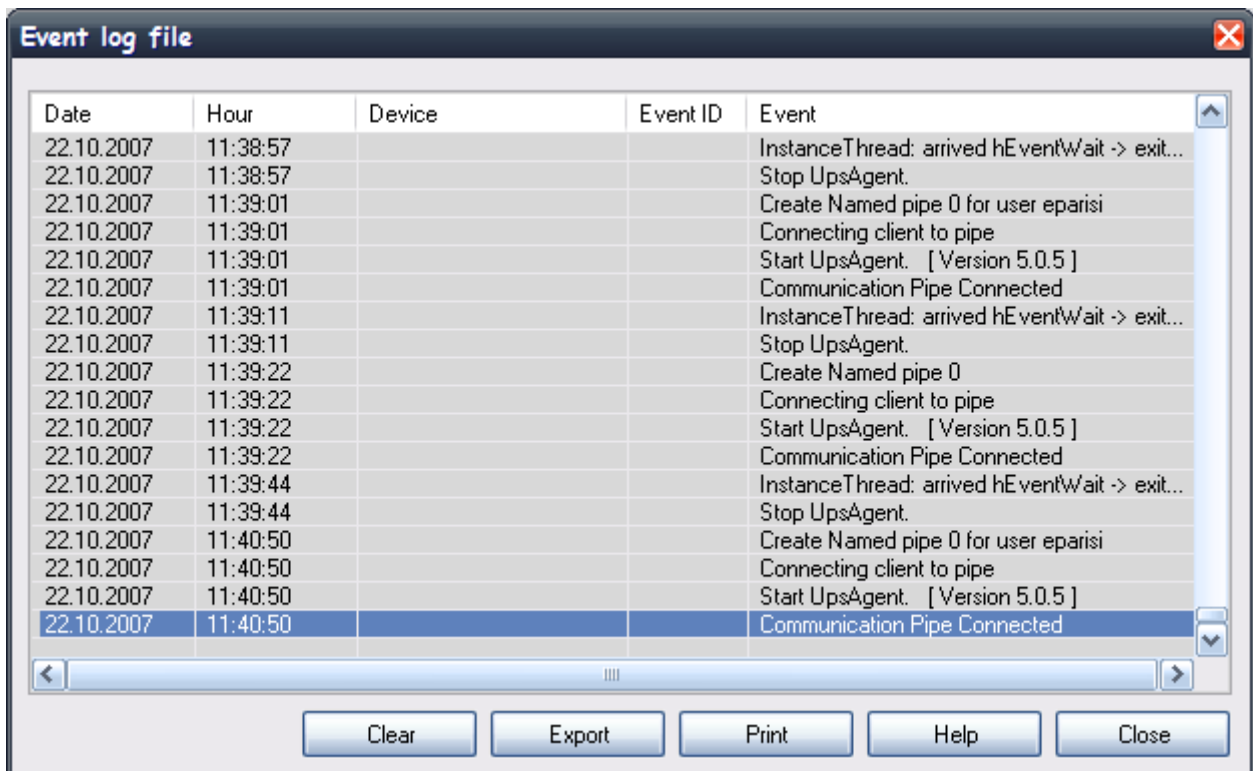 Event log file
Date Hour Device Event ID Event
22.10.2007 11:38:57 InstanceThread: arrived hEventWait -> exit...
22.10.2007 11:38:57 Stop UpsAgent.
22.10.2007 11:39:01 Create Named pipe 0 for user eparisi
22.10.2007 11:39:01 Connecting client to pipe
22.10.2007 11:39:01 Start UpsAgent. [ Version 5.0.5 ]
22.10.2007 11:39:01 Communication Pipe Connected
22.10.2007 11:39:11 InstanceThread: arrived hEventWait -> exit...
22.10.2007 11:39:11 Stop UpsAgent.
22.10.2007 11:39:22 Create Named pipe 0
22.10.2007 11:39:22 Connecting client to pipe
22.10.2007 11:39:22 Start UpsAgent. [ Version 5.0.5 ]
22.10.2007 11:39:22 Communication Pipe Connected
22.10.2007 11:39:44 InstanceThread: arrived hEventWait -> exit...
22.10.2007 11:39:44 Stop UpsAgent.
22.10.2007 11:40:50 Create Named pipe 0 for user eparisi
22.10.2007 11:40:50 Connecting client to pipe
22.10.2007 11:40:50 Start UpsAgent. [ Version 5.0.5 ]
22.10.2007 11:40:50 Communication Pipe Connected
Clear Export Print Help Close